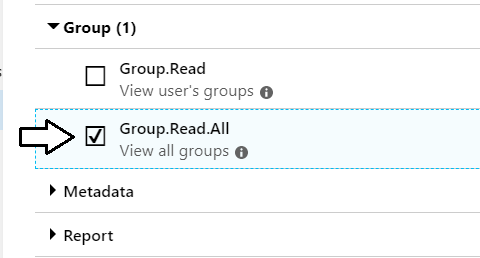 Group (1)
Group.Read
View user's groups
Group.Read.All
View all groups
Metadata
Report